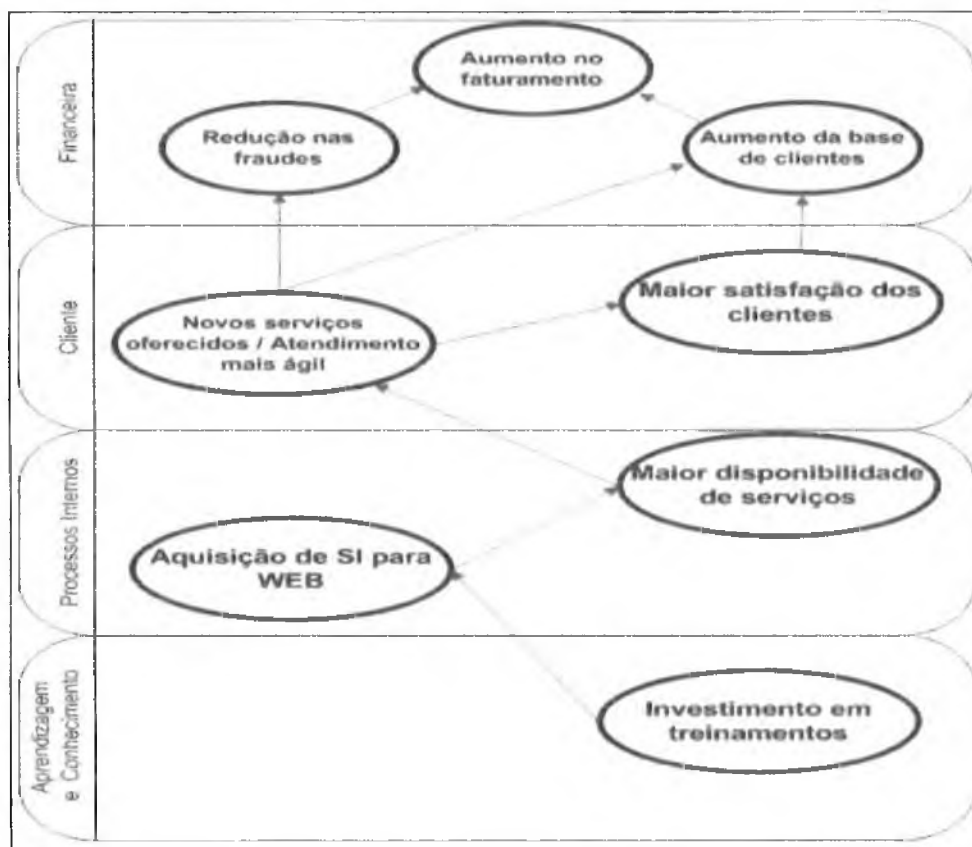 Financeira
Aumento no
faturamento
Redução nas
fraudes
Aumento da base
de clientes
Cliente
Novos serviços
oferecidos / Atendimento
mais ágil
Maior satisfação dos
clientes
Processos Internos
Maior disponibilidade
de serviços
Aquisição de SI para
WEB
Aprendizagem
e Conhecimento
Investimento em
treinamentos